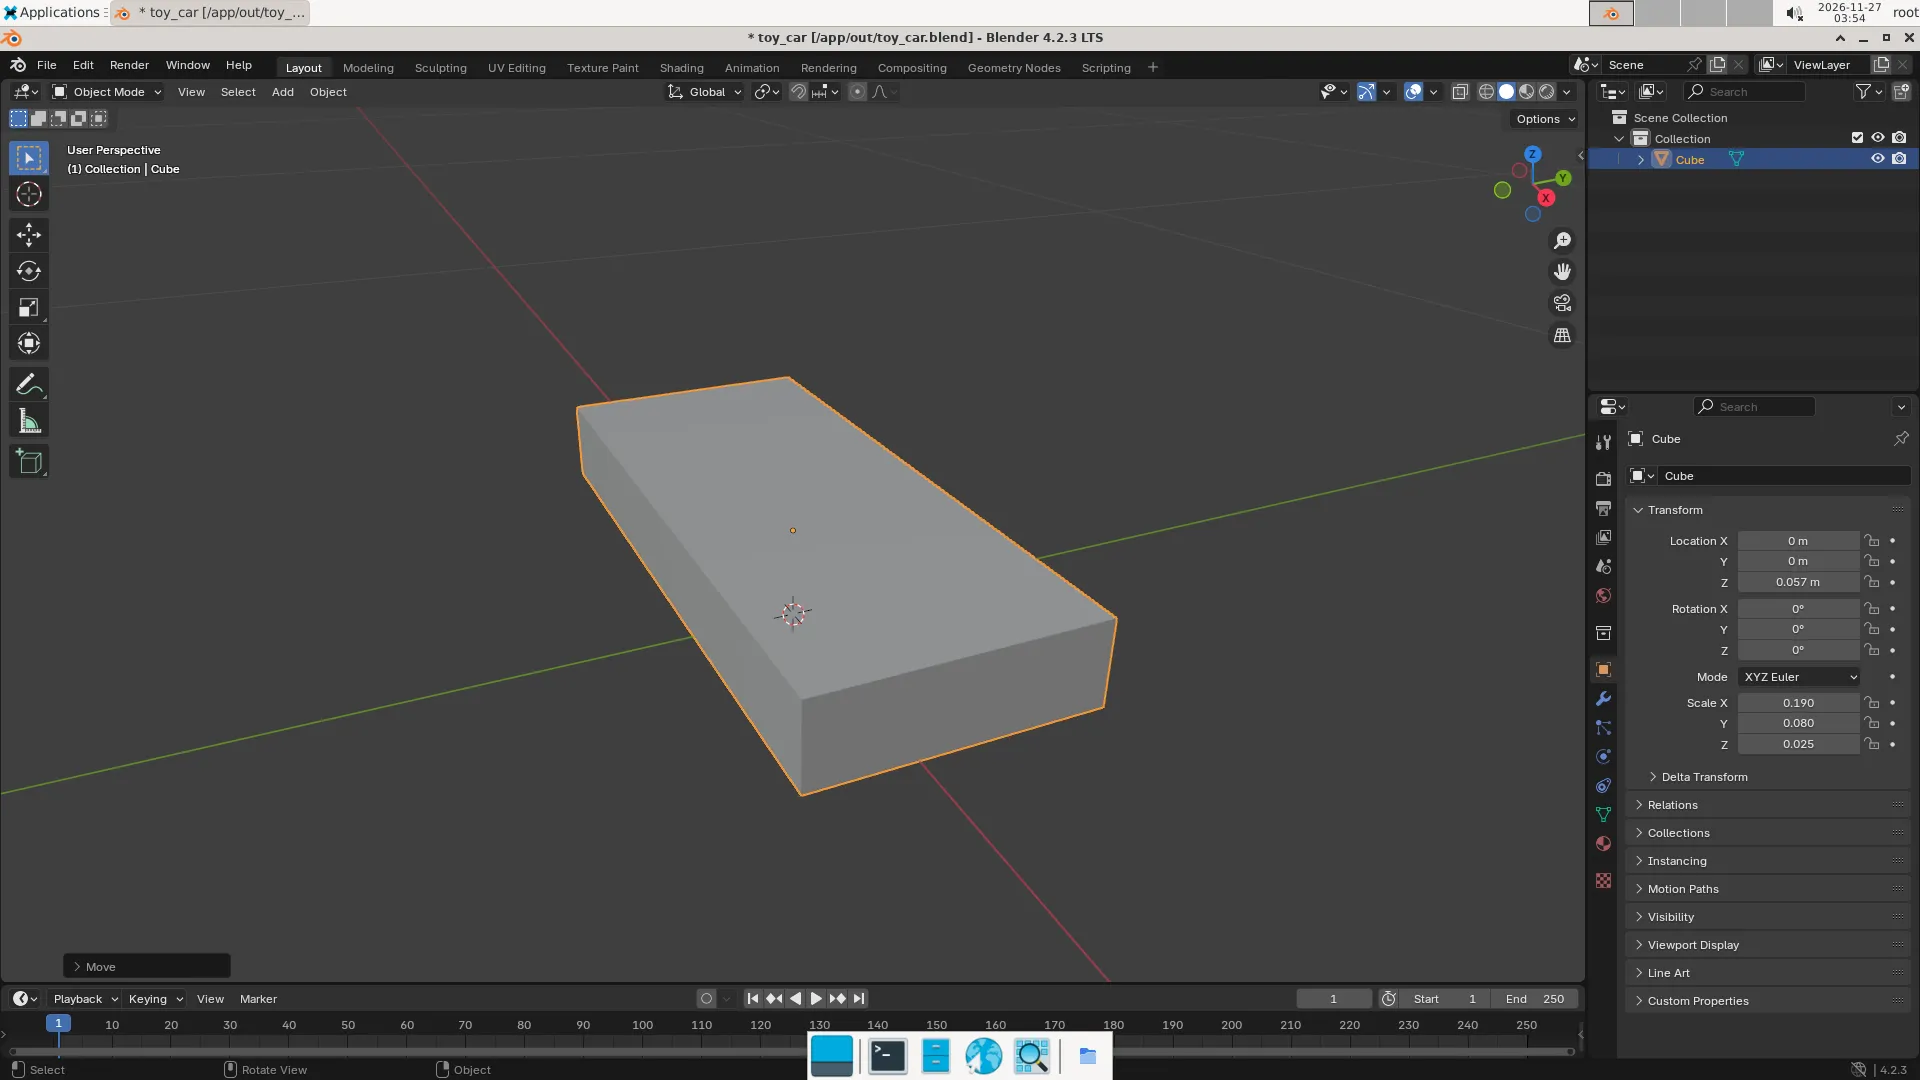 Applications
* toy_car [/app/out/toy_...
2026-11-27
03:54
root
* toy_car [/app/out/toy_car.blend] - Blender 4.2.3 LTS
File Edit Render Window Help
Layout Modeling Sculpting UV Editing Texture Paint Shading Animation Rendering Compositing Geometry Nodes Scripting
Scene
ViewLayer
Object Mode View Select Add Object
Global
Options
Search
Scene Collection
Collection
Cube
User Perspective
(1) Collection | Cube
Z
Y
X
Search
Cube
Cube
Transform
Location X 0 m
Y 0 m
Z 0.057 m
Rotation X 0°
Y 0°
Z 0°
Mode XYZ Euler
Scale X 0.190
Y 0.080
Z 0.025
Delta Transform
Relations
Collections
Instancing
Motion Paths
Visibility
Viewport Display
Line Art
Custom Properties
Move
Playback Keying View Marker
1
Start 1
End 250
1 10 20 30 40 50 60 70 80 90 100 110 120 130 140 150 160 170 180 190 200 210 220 230 240 250
Select
Rotate View
Object
4.2.3